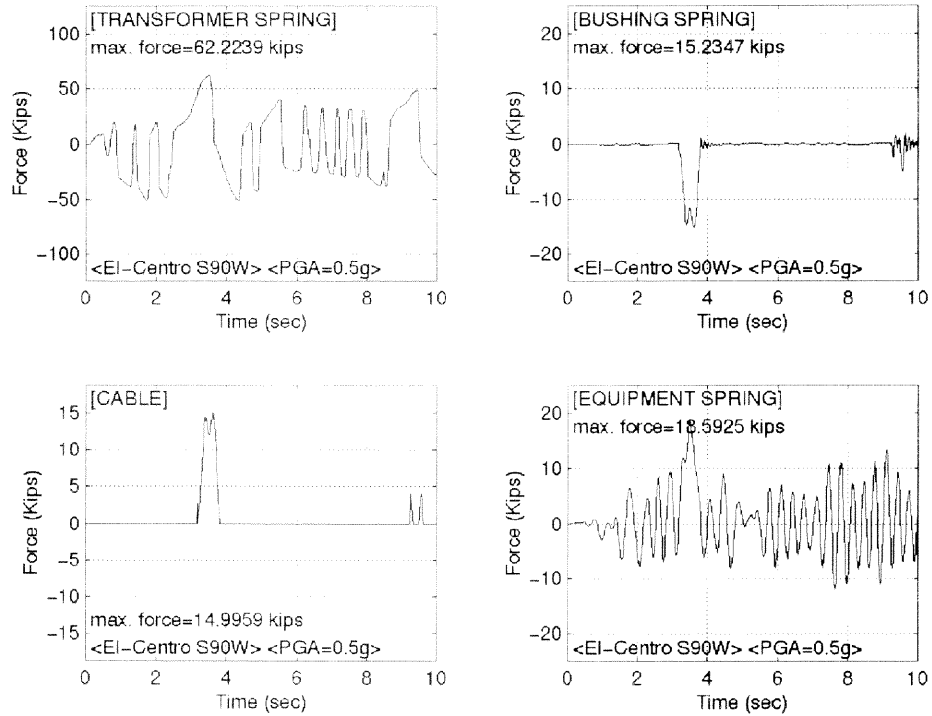 [TRANSFORMER SPRING]
max. force=62.2239 kips
100
50
0
−50
−100
Force (Kips)
<El−Centro S90W> <PGA=0.5g>
0 2 4 6 8 10
Time (sec)
[BUSHING SPRING]
max. force=15.2347 kips
20
10
0
−10
−20
Force (Kips)
<El−Centro S90W> <PGA=0.5g>
0 2 4 6 8 10
Time (sec)
[CABLE]
15
10
5
0
−5
−10
−15
Force (Kips)
max. force=14.9959 kips
<El−Centro S90W> <PGA=0.5g>
0 2 4 6 8 10
Time (sec)
[EQUIPMENT SPRING]
max. force=18.5925 kips
20
10
0
−10
−20
Force (Kips)
<El−Centro S90W> <PGA=0.5g>
0 2 4 6 8 10
Time (sec)